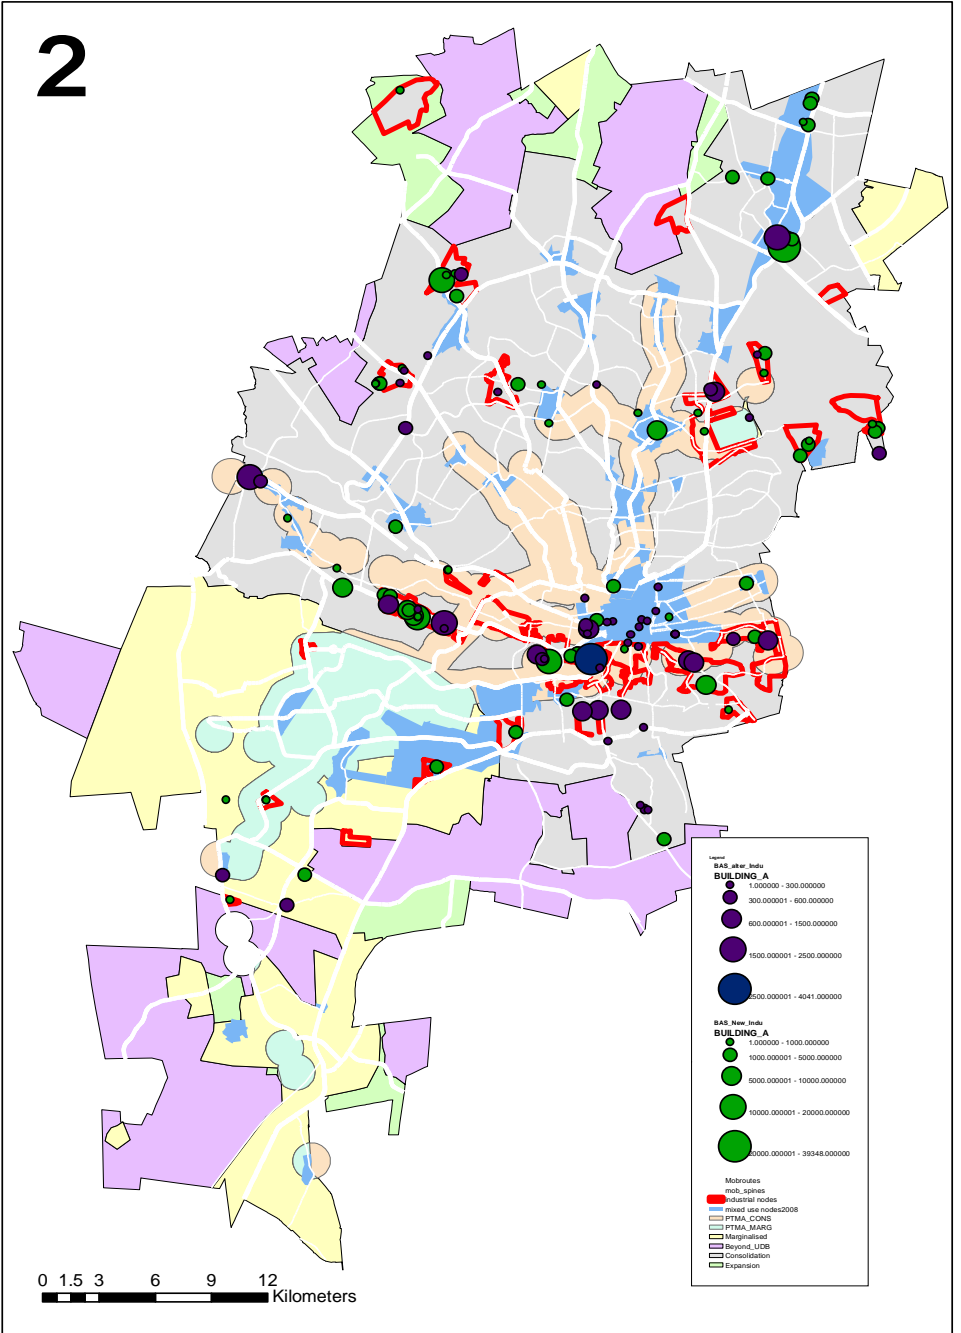 2
Legend
BAS_alter_Indu
BUILDING_A
1.000000 - 300.000000
300.000001 - 600.000000
600.000001 - 1500.000000
1500.000001 - 2500.000000
2500.000001 - 4041.000000
BAS_New_Indu
BUILDING_A
1.000000 - 1000.000000
1000.000001 - 5000.000000
5000.000001 - 10000.000000
10000.000001 - 20000.000000
20000.000001 - 39348.000000
Mobroutes
mob_spines
industrial nodes
mixed use nodes2008
PTMA_CONS
PTMA_MARG
Marginalised
Beyond_UDB
Consolidation
Expansion
0 1.5 3 6 9 12
Kilometers